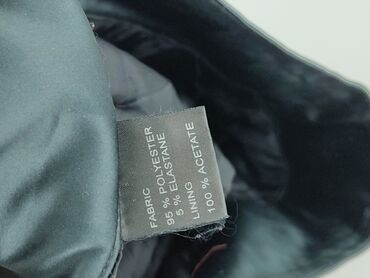 FABRIC
95 % POLYESTER
5 % ELASTANE
LINING
100 % ACETATE